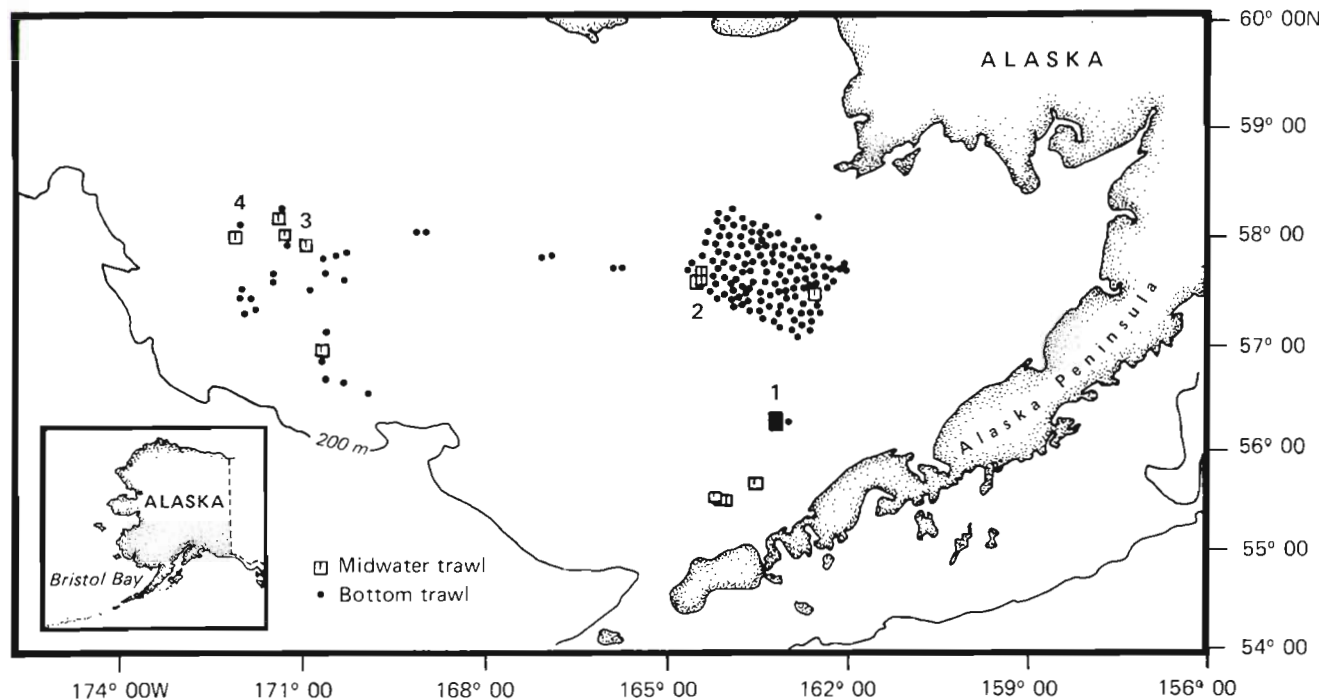 60° 00N
ALASKA
59° 00
4
3
58° 00
2
57° 00
Alaska Peninsula
1
200 m
56° 00
ALASKA
Bristol Bay
Midwater trawl
Bottom trawl
55° 00
54° 00
174° 00W
171° 00
168° 00
165° 00
162° 00
159° 00
156° 00